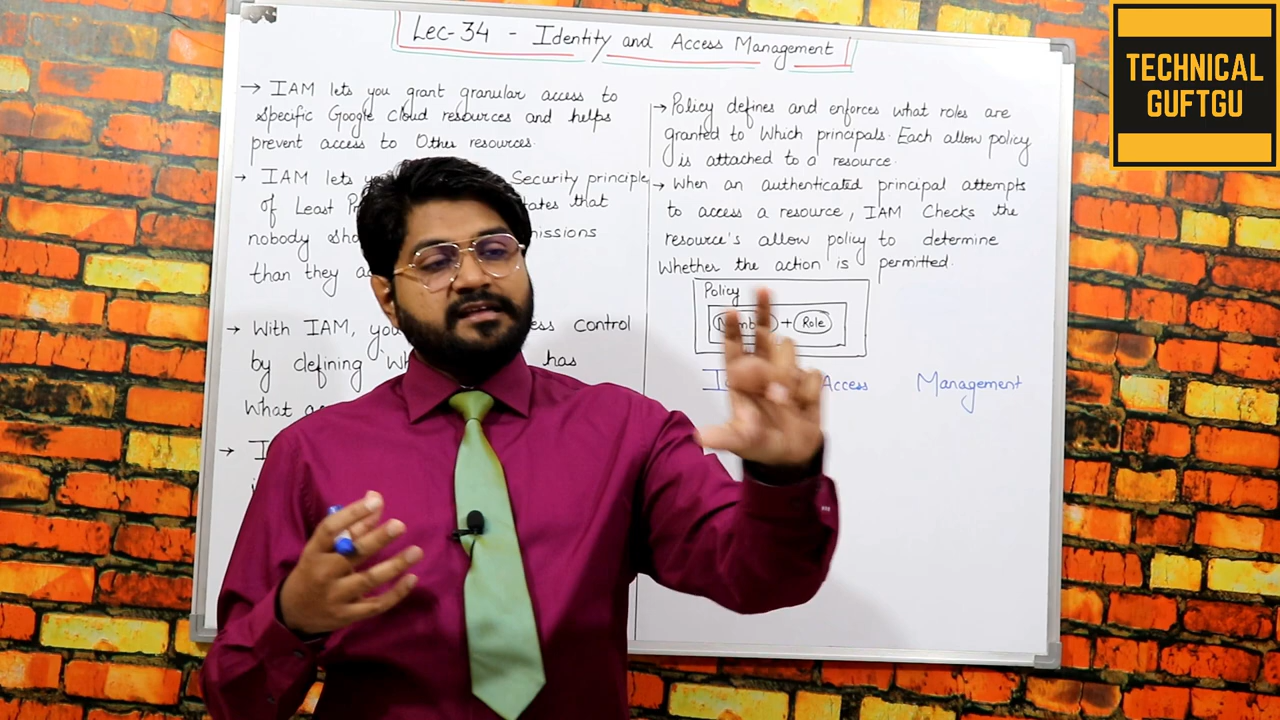 Lec-34 - Identity and Access Management
→ IAM lets you grant granular access to
specific Google Cloud resources and helps
prevent access to Other resources.
→ IAM lets Security principle
of Least that
nobody
than they
→ With IAM, control
by defining has
What
→
→ Policy defines and enforces what roles are
granted to Which principals. Each allow policy
is attached to a resource.
→ When an authenticated principal attempts
to access a resource, IAM Checks the
resource's allow policy to determine
Whether the action is permitted.
Policy
+ Role
Access Management
TECHNICAL
GUFTGU